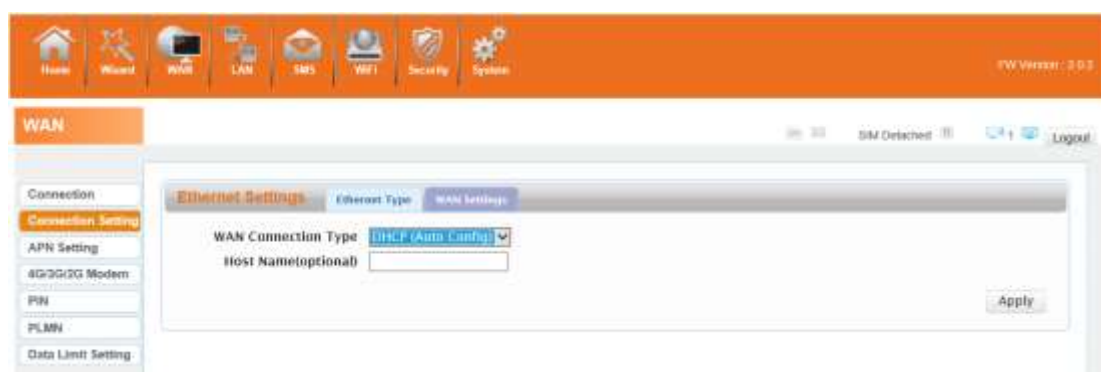 Home Wizard WAN LAN SMS WiFi Security System
FW Version : 2.0.3
WAN
SIM Detached 1 Logout
Connection
Connection Setting
APN Setting
4G/3G/2G Modem
PIN
PLMN
Data Limit Setting
Ethernet Settings Ethernet Type WAN Settings
WAN Connection Type DHCP (Auto Config)
Host Name(optional)
Apply